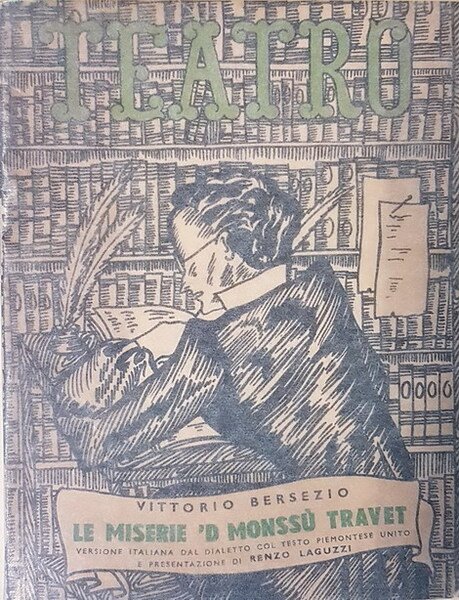 TEATRO
VITTORIO BERSEZIO
LE MISERIE 'D MONSSÙ TRAVET
VERSIONE ITALIANA DAL DIALETTO COL TESTO PIEMONTESE UNITO
E PRESENTAZIONE DI RENZO LAGUZZI